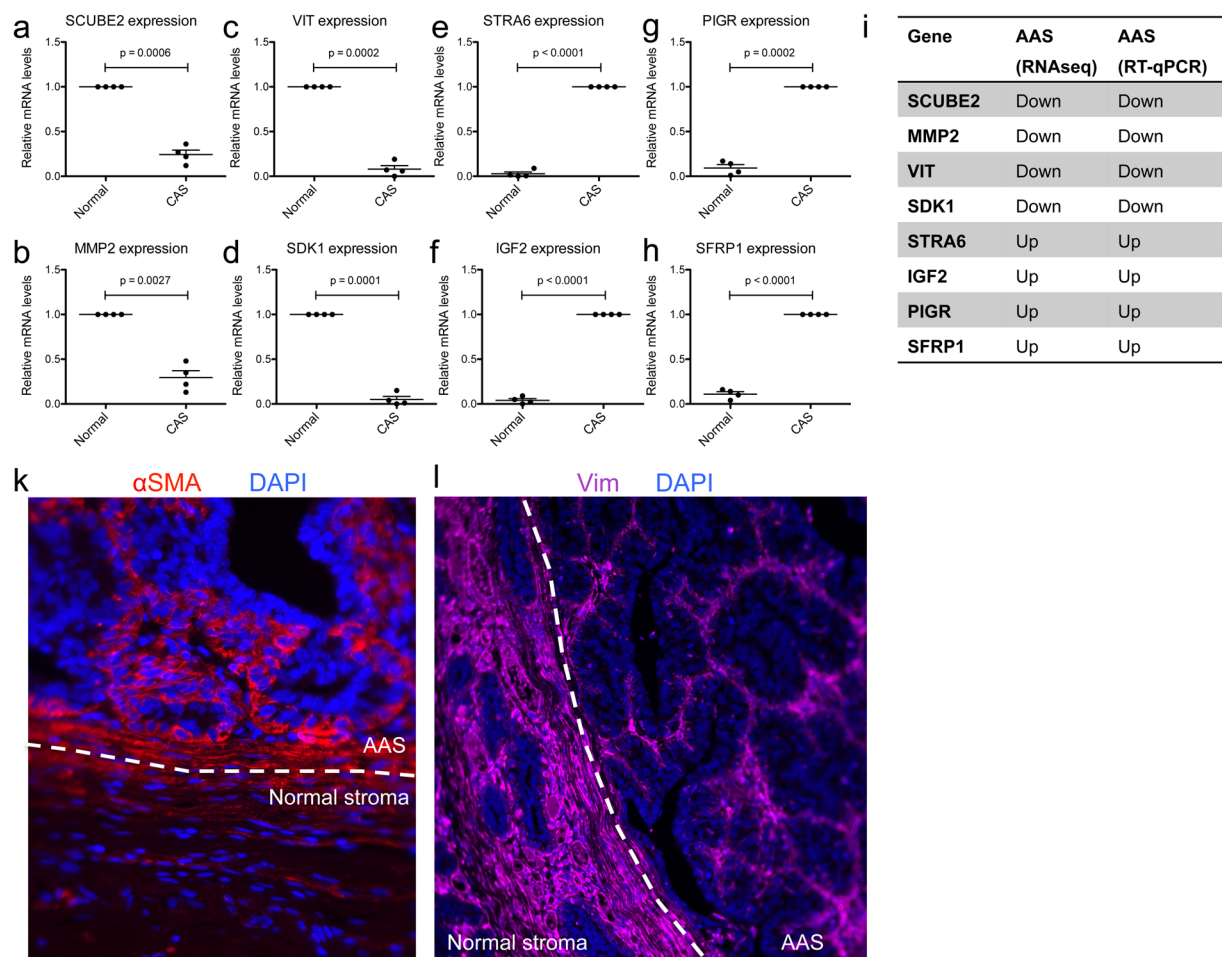 a
SCUBE2 expression
Relative mRNA levels
1.5
1.0
0.5
0.0
p = 0.0006
Normal
CAS
c
VIT expression
Relative mRNA levels
1.5
1.0
0.5
0.0
p = 0.0002
Normal
CAS
e
STRA6 expression
Relative mRNA levels
1.5
1.0
0.5
0.0
p < 0.0001
Normal
CAS
g
PIGR expression
Relative mRNA levels
1.5
1.0
0.5
0.0
p = 0.0002
Normal
CAS
b
MMP2 expression
Relative mRNA levels
1.5
1.0
0.5
0.0
p = 0.0027
Normal
CAS
d
SDK1 expression
Relative mRNA levels
1.5
1.0
0.5
0.0
p = 0.0001
Normal
CAS
f
IGF2 expression
Relative mRNA levels
1.5
1.0
0.5
0.0
p < 0.0001
Normal
CAS
h
SFRP1 expression
Relative mRNA levels
1.5
1.0
0.5
0.0
p < 0.0001
Normal
CAS
i
Gene AAS AAS
(RNAseq) (RT-qPCR)
SCUBE2 Down Down
MMP2 Down Down
VIT Down Down
SDK1 Down Down
STRA6 Up Up
IGF2 Up Up
PIGR Up Up
SFRP1 Up Up
k
αSMA DAPI
AAS
Normal stroma
l
Vim DAPI
Normal stroma AAS